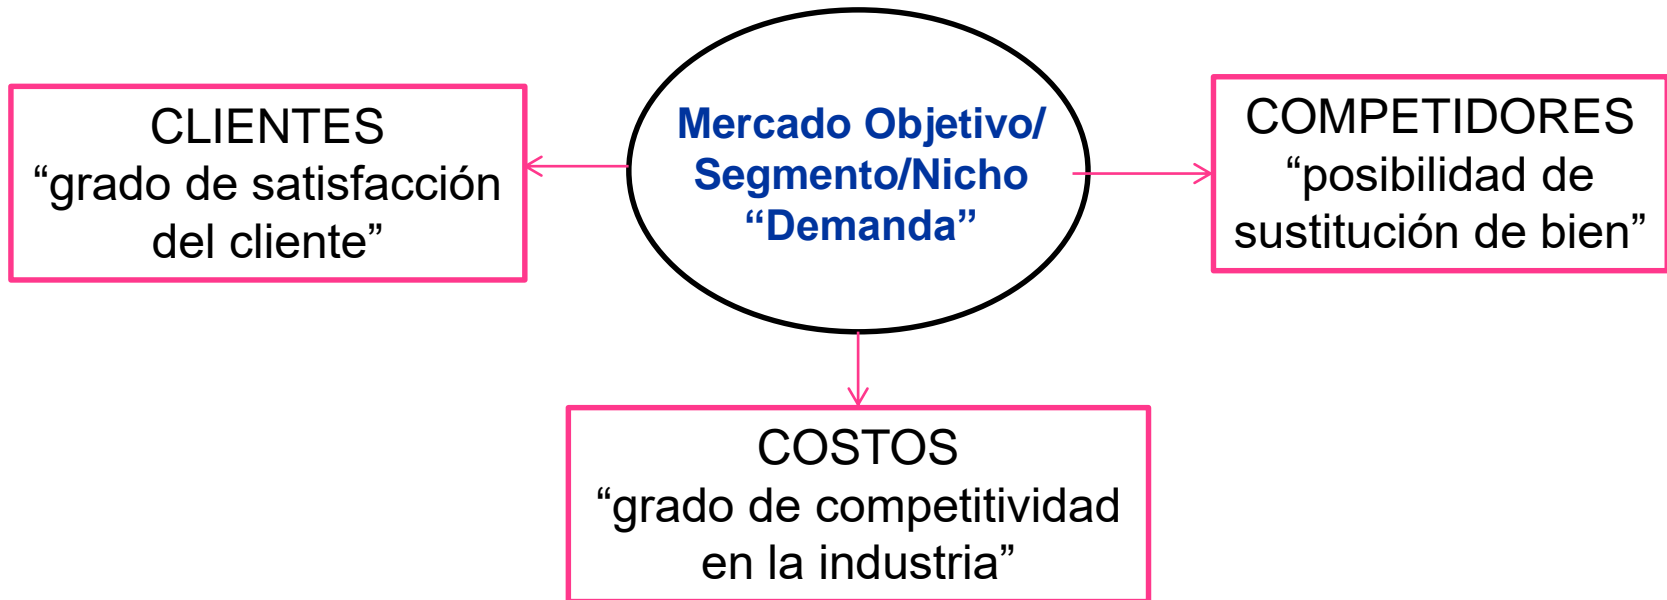 CLIENTES
“grado de satisfacción
del cliente”
Mercado Objetivo/
Segmento/Nicho
“Demanda”
COMPETIDORES
“posibilidad de
sustitución de bien”
COSTOS
“grado de competitividad
en la industria”